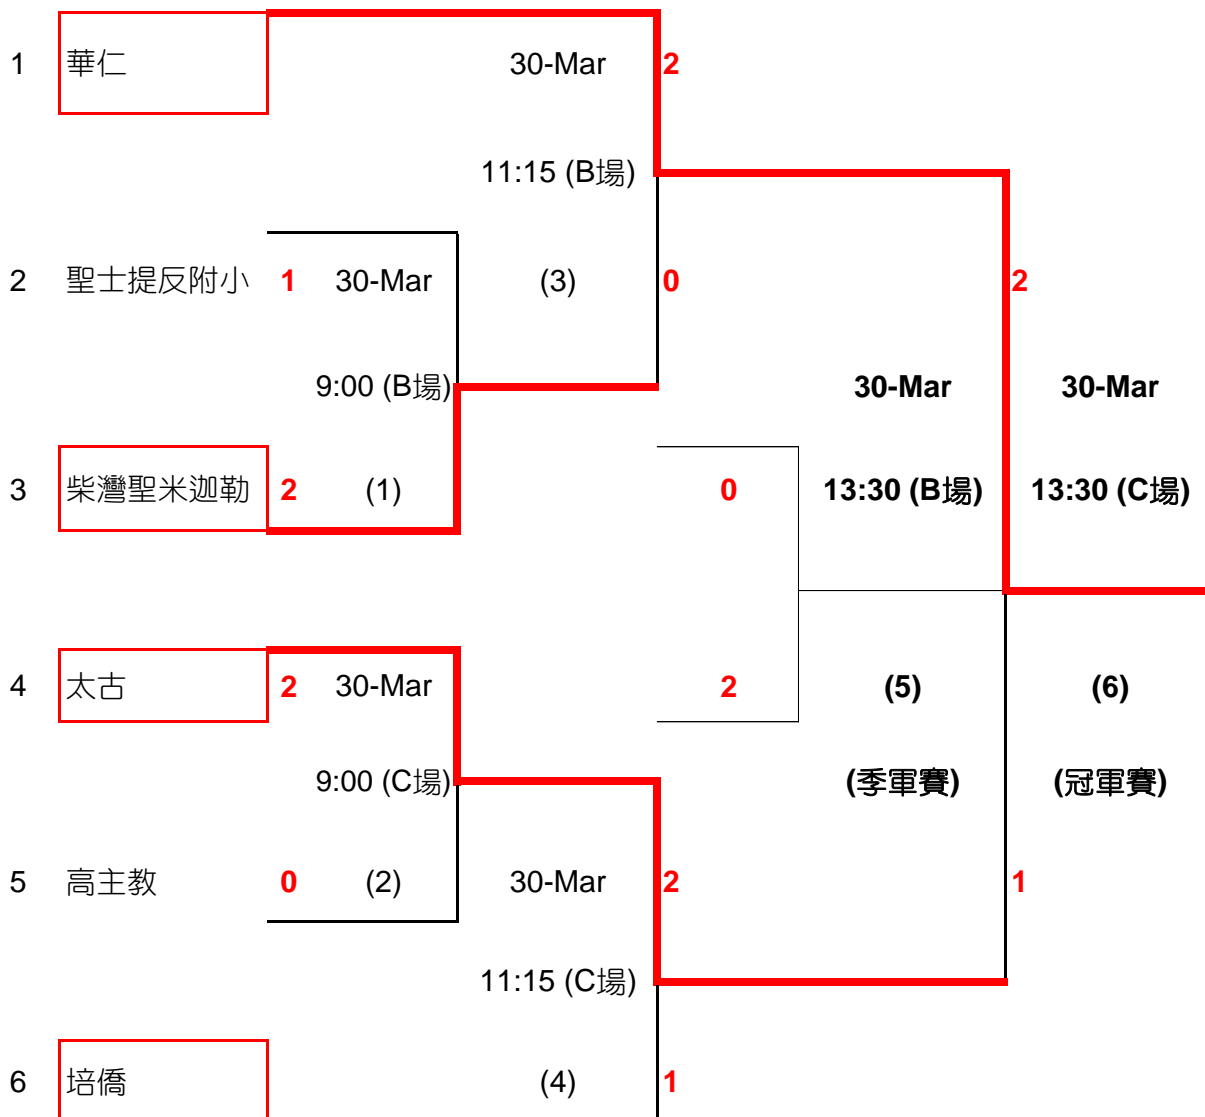 1 華仁 30-Mar 2
11:15 (B場)
2 聖士提反附小 1 30-Mar (3) 0 2
9:00 (B場) 30-Mar 30-Mar
3 柴灣聖米迦勒 2 (1) 0 13:30 (B場) 13:30 (C場)
4 太古 2 30-Mar 2 (5) (6)
9:00 (C場) (季軍賽) (冠軍賽)
5 高主教 0 (2) 30-Mar 2 1
11:15 (C場)
6 培僑 (4) 1